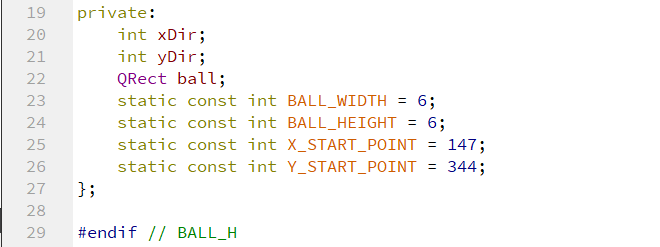 19 private:
20     int xDir;
21     int yDir;
22     QRect ball;
23     static const int BALL_WIDTH = 6;
24     static const int BALL_HEIGHT = 6;
25     static const int X_START_POINT = 147;
26     static const int Y_START_POINT = 344;
27 };
28
29 #endif // BALL_H